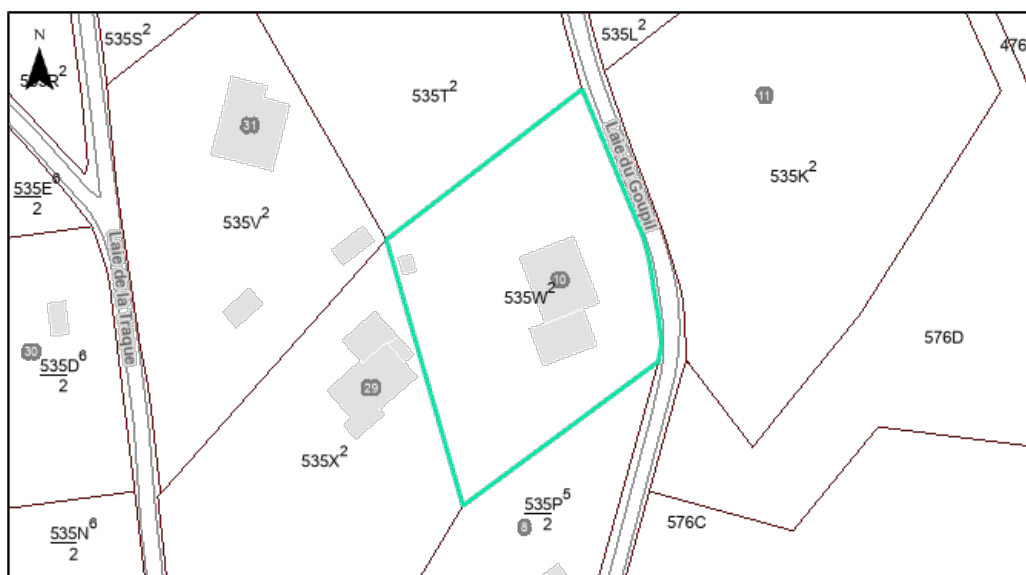 535S²
535L²
476
N
535R²
535T²
11
31
Laie du Goupil
535K²
535E⁶
2
535V²
Laie de la Traque
10
535W²
576D
30
535D⁶
2
29
535X²
535P⁵
2
8
576C
535N⁶
2